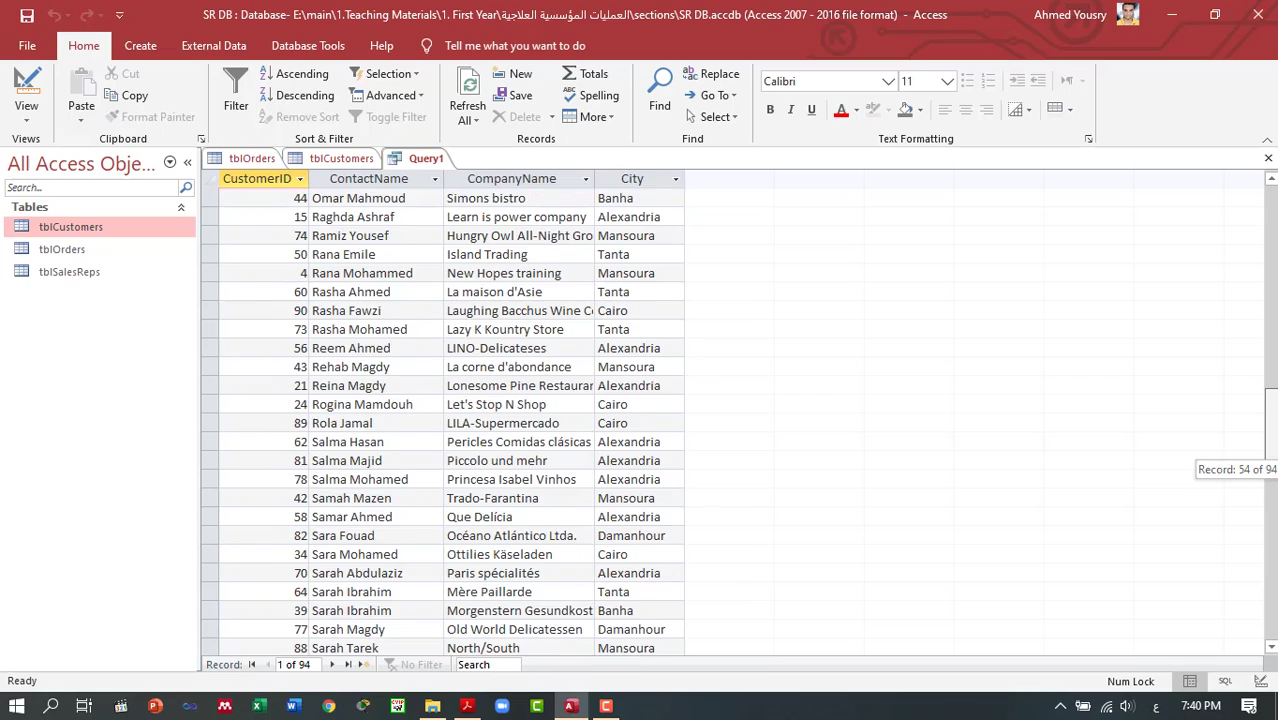 SR DB : Database- E:\main\1.Teaching Materials\1. First Year\العمليات المؤسسية العلاجية\sections\SR DB.accdb (Access 2007 - 2016 file format) - Access
Ahmed Yousry
File Home Create External Data Database Tools Help Tell me what you want to do
View
Views
Paste
Cut
Copy
Format Painter
Clipboard
Filter
Ascending
Descending
Remove Sort
Selection
Advanced
Toggle Filter
Sort & Filter
Refresh
All
New
Save
Delete
Totals
Spelling
More
Records
Find
Replace
Go To
Select
Find
Calibri 11
B I U A
Text Formatting
All Access Obje...
Search...
Tables
tblCustomers
tblOrders
tblSalesReps
tblOrders tblCustomers Query1
CustomerID ContactName CompanyName City
44 Omar Mahmoud Simons bistro Banha
15 Raghda Ashraf Learn is power company Alexandria
74 Ramiz Yousef Hungry Owl All-Night Gro Mansoura
50 Rana Emile Island Trading Tanta
4 Rana Mohammed New Hopes training Mansoura
60 Rasha Ahmed La maison d'Asie Tanta
90 Rasha Fawzi Laughing Bacchus Wine C Cairo
73 Rasha Mohamed Lazy K Kountry Store Tanta
56 Reem Ahmed LINO-Delicateses Alexandria
43 Rehab Magdy La corne d'abondance Mansoura
21 Reina Magdy Lonesome Pine Restauran Alexandria
24 Rogina Mamdouh Let's Stop N Shop Cairo
89 Rola Jamal LILA-Supermercado Cairo
62 Salma Hasan Pericles Comidas clásicas Alexandria
81 Salma Majid Piccolo und mehr Alexandria
78 Salma Mohamed Princesa Isabel Vinhos Alexandria
42 Samah Mazen Trado-Farantina Mansoura
58 Samar Ahmed Que Delícia Alexandria
82 Sara Fouad Océano Atlántico Ltda. Damanhour
34 Sara Mohamed Ottilies Käseladen Cairo
70 Sarah Abdulaziz Paris spécialités Alexandria
64 Sarah Ibrahim Mère Paillarde Tanta
39 Sarah Ibrahim Morgenstern Gesundkost Banha
77 Sarah Magdy Old World Delicatessen Damanhour
88 Sarah Tarek North/South Mansoura
Record: 54 of 94
Record: 1 of 94 No Filter Search
Ready
Num Lock
SQL
ع 7:40 PM